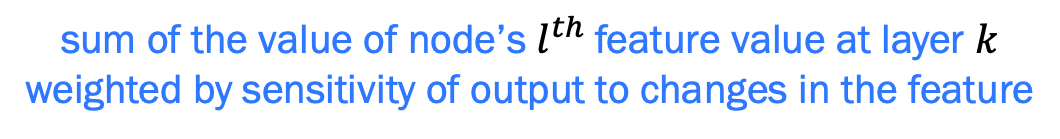 sum of the value of node's $l^{th}$ feature value at layer $k$
weighted by sensitivity of output to changes in the feature